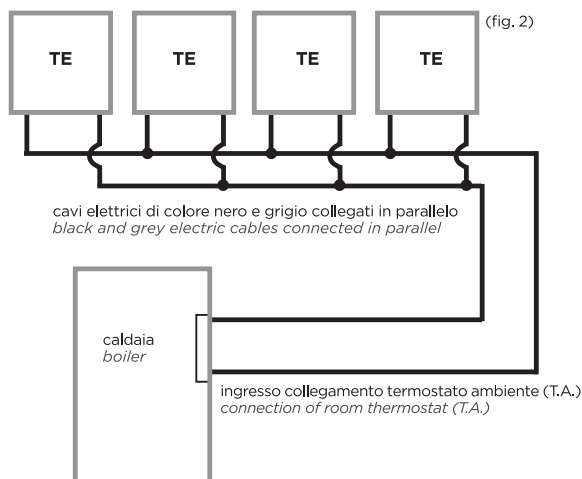 (fig. 2)
TE
TE
TE
TE
cavi elettrici di colore nero e grigio collegati in parallelo
black and grey electric cables connected in parallel
caldaia
boiler
ingresso collegamento termostato ambiente (T.A.)
connection of room thermostat (T.A.)